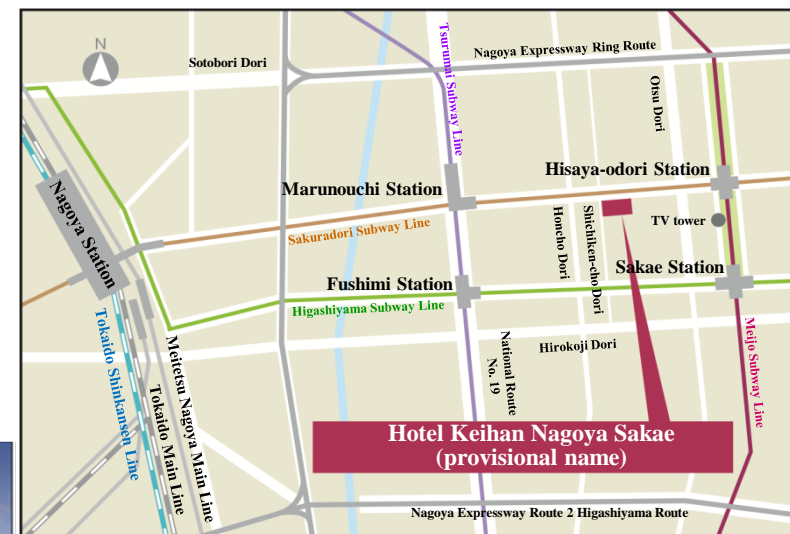 N
Sotobori Dori
Tsurumai Subway Line
Nagoya Expressway Ring Route
Otsu Dori
Hisaya-odori Station
Marunouchi Station
Nagoya Station
Sakuradori Subway Line
Honcho Dori
Shichiken-cho Dori
TV tower
Sakae Station
Fushimi Station
Higashiyama Subway Line
Tokaido Shinkansen Line
Tokaido Main Line
Meitetsu Nagoya Main Line
National Route
No. 19
Hirokoji Dori
Meijo Subway Line
Hotel Keihan Nagoya Sakae
(provisional name)
Nagoya Expressway Route 2 Higashiyama Route